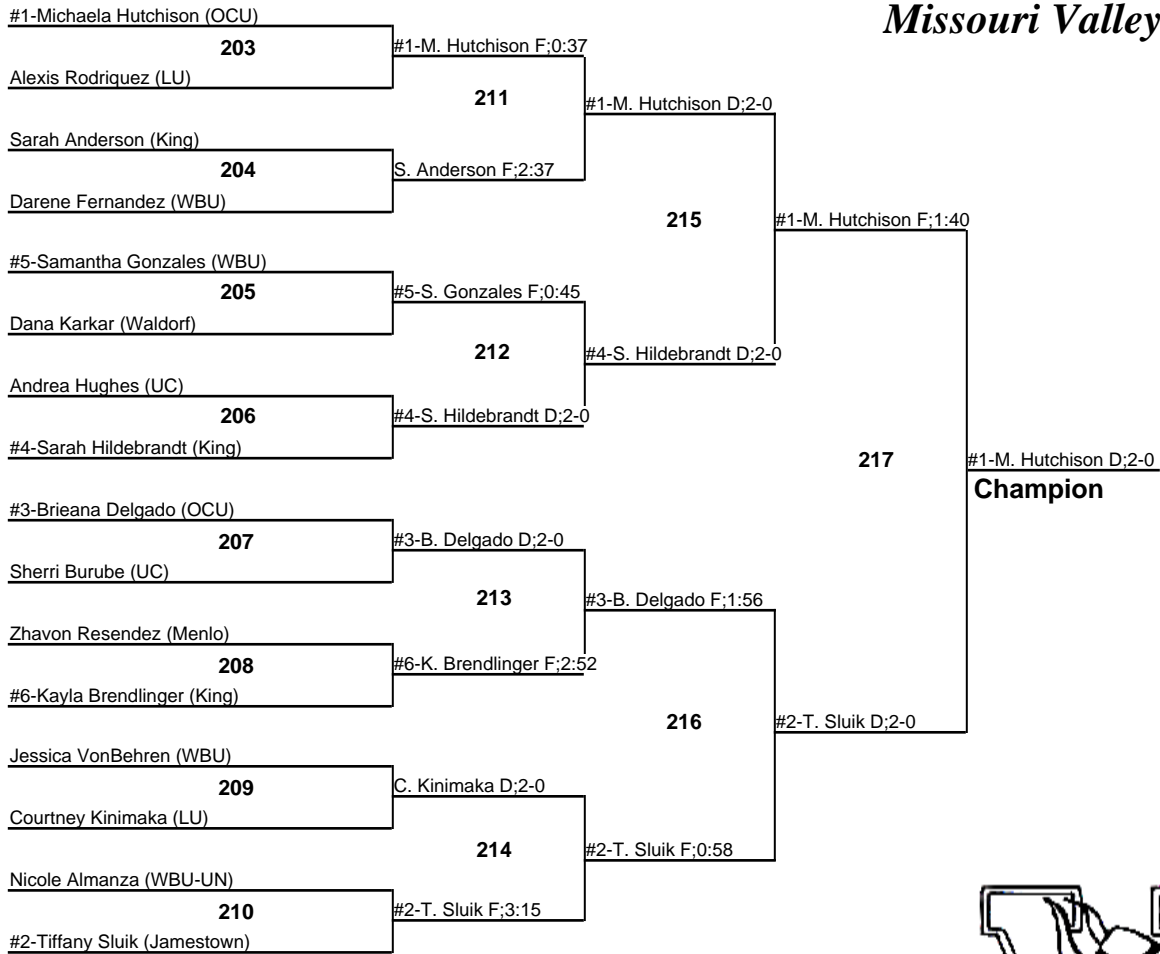 Missouri Valley
#1-Michaela Hutchison (OCU)
203
Alexis Rodriquez (LU)
#1-M. Hutchison F;0:37
211
Sarah Anderson (King)
204
Darene Fernandez (WBU)
S. Anderson F;2:37
#1-M. Hutchison D;2-0
215
#5-Samantha Gonzales (WBU)
205
Dana Karkar (Waldorf)
#5-S. Gonzales F;0:45
212
Andrea Hughes (UC)
206
#4-Sarah Hildebrandt (King)
#4-S. Hildebrandt D;2-0
#4-S. Hildebrandt D;2-0
#1-M. Hutchison F;1:40
217
#3-Brieana Delgado (OCU)
207
Sherri Burube (UC)
#3-B. Delgado D;2-0
213
Zhavon Resendez (Menlo)
208
#6-Kayla Brendlinger (King)
#6-K. Brendlinger F;2:52
#3-B. Delgado F;1:56
216
Jessica VonBehren (WBU)
209
Courtney Kinimaka (LU)
C. Kinimaka D;2-0
214
Nicole Almanza (WBU-UN)
210
#2-Tiffany Sluik (Jamestown)
#2-T. Sluik F;3:15
#2-T. Sluik F;0:58
#2-T. Sluik D;2-0
#1-M. Hutchison D;2-0
Champion